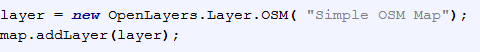 layer = new OpenLayers.Layer.OSM( "Simple OSM Map");
map.addLayer(layer);